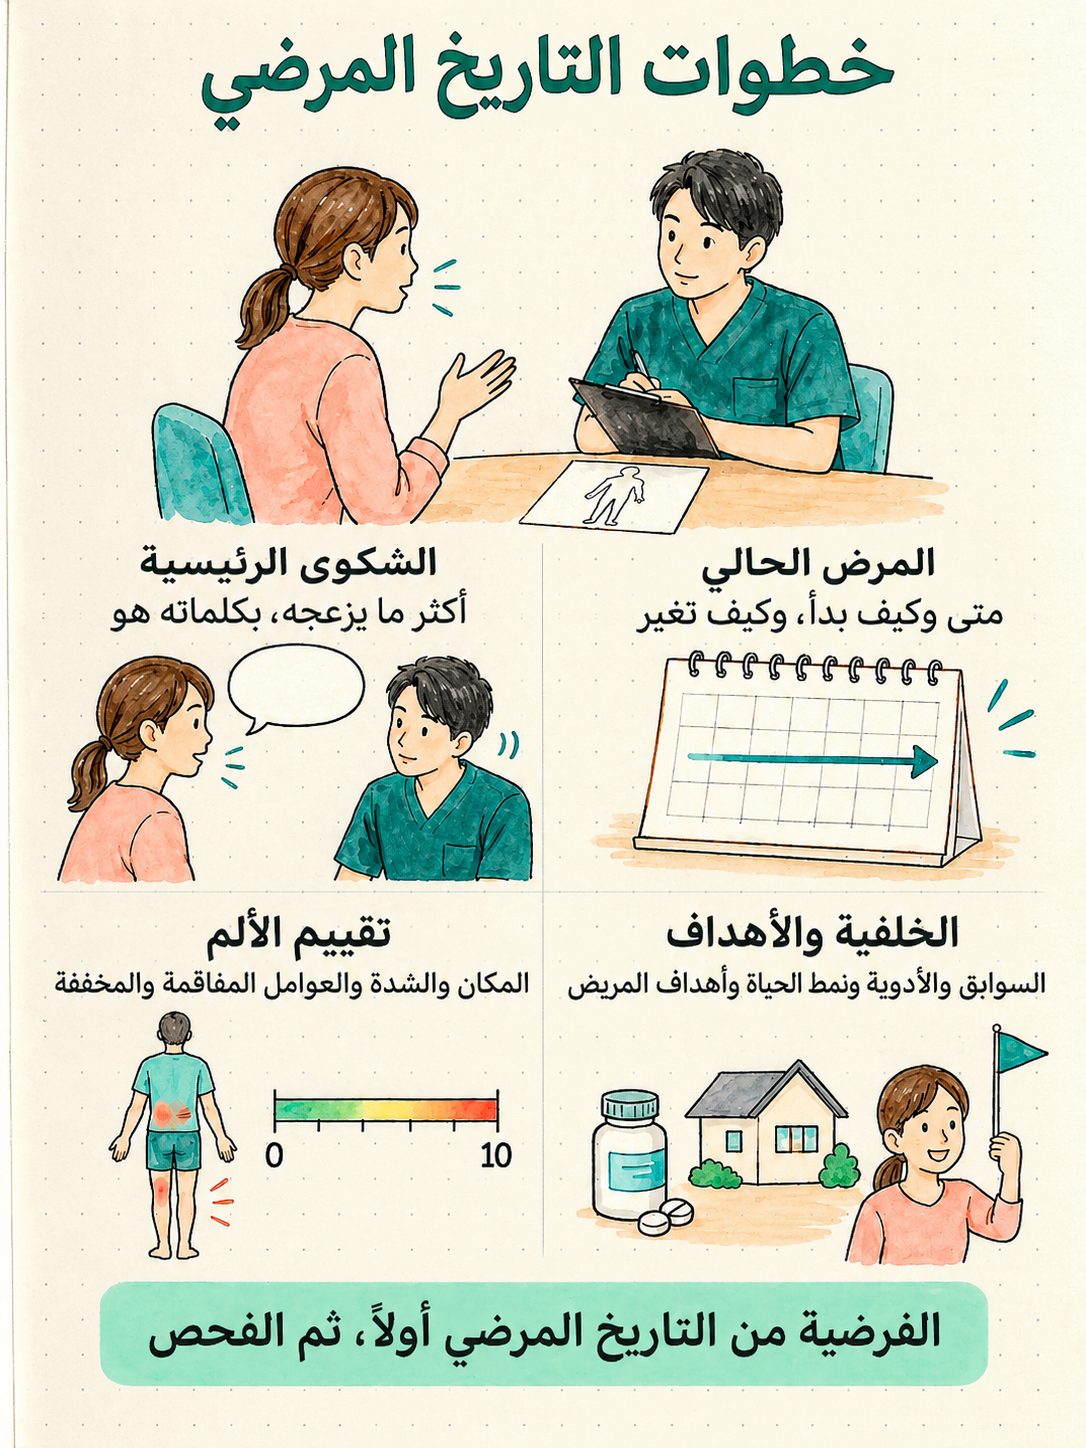 خطوات التاريخ المرضي
المرض الحالي
متى وكيف بدأ، وكيف تغير
الشكوى الرئيسية
أكثر ما يزعجه، بكلماته هو
الخلفية والأهداف
السوابق والأدوية ونمط الحياة وأهداف المريض
تقييم الألم
المكان والشدة والعوامل المفاقمة والمخففة
0
10
الفرضية من التاريخ المرضي أولاً، ثم الفحص